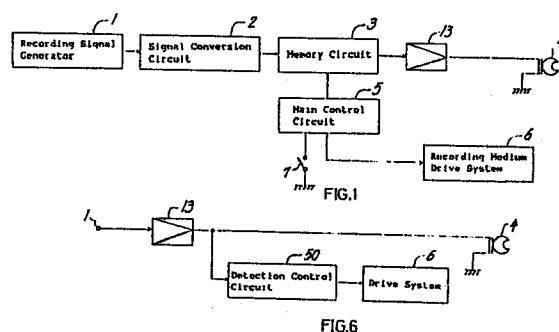 1
Recording Signal
Generator
2
Signal Conversion
Circuit
3
Memory Circuit
13
4
5
Main Control
Circuit
7
6
Recording Medium
Drive System
FIG.1
1
13
4
50
Detection Control
Circuit
6
Drive System
FIG.6